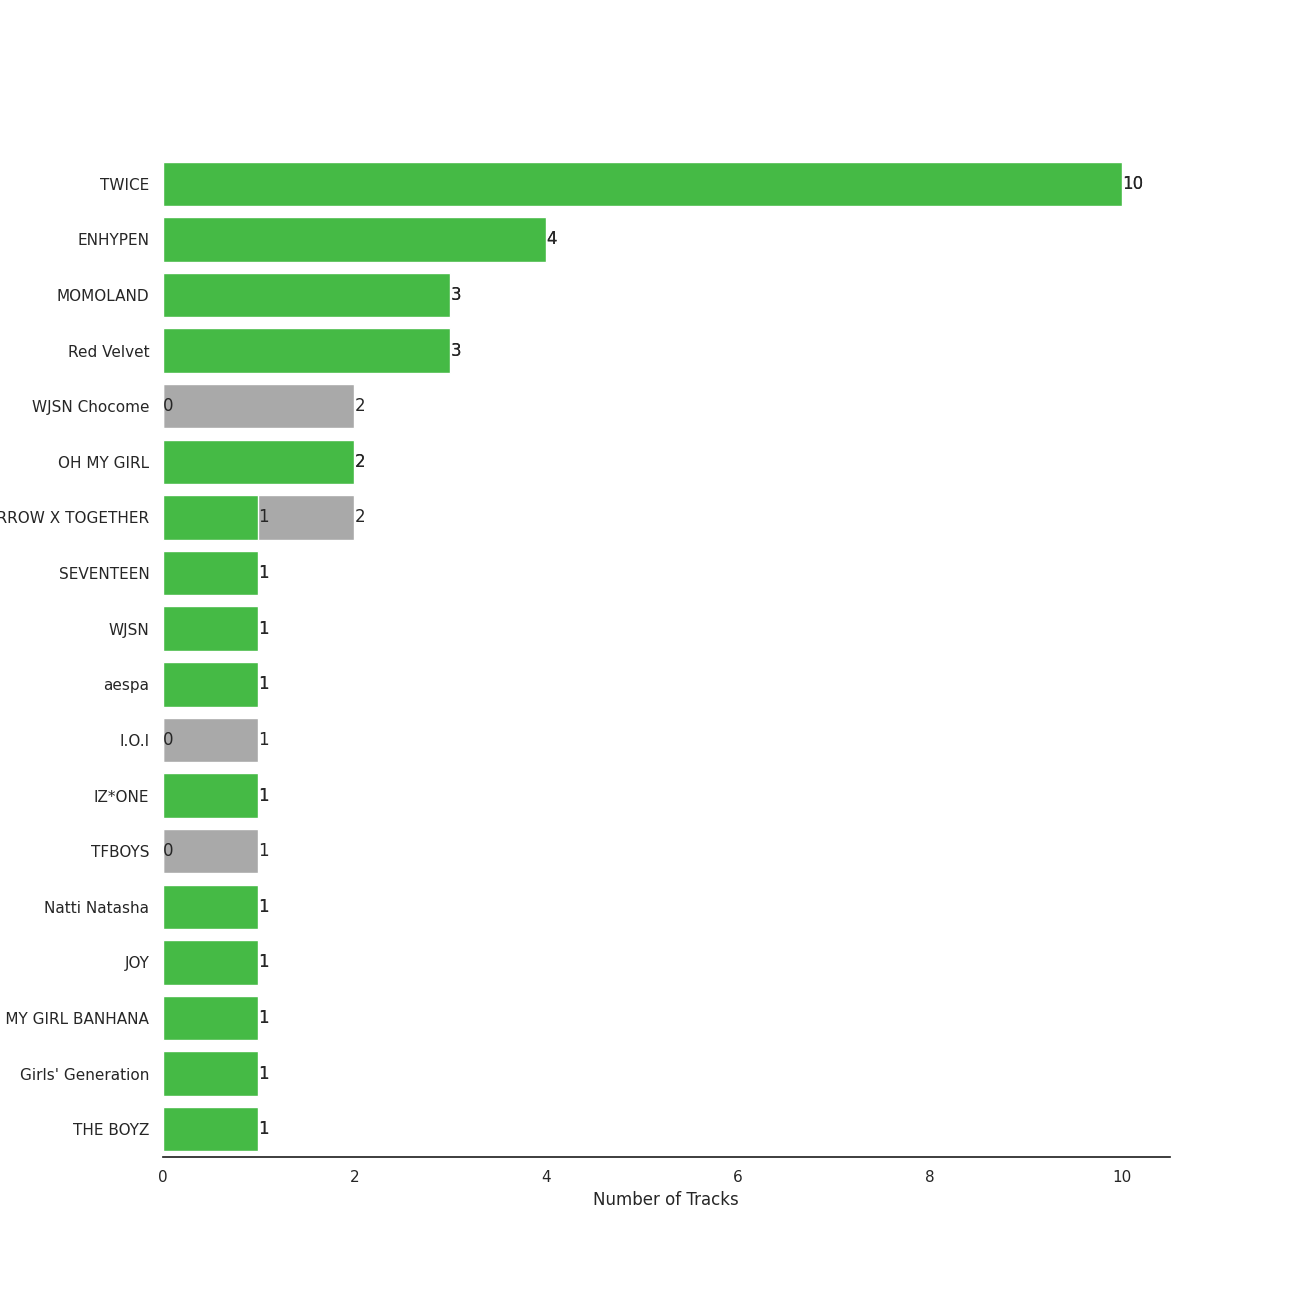 TWICE 10
ENHYPEN 4
MOMOLAND 3
Red Velvet 3
WJSN Chocome 0 2
OH MY GIRL 2
RROW X TOGETHER 1 2
SEVENTEEN 1
WJSN 1
aespa 1
I.O.I 0 1
IZ*ONE 1
TFBOYS 0 1
Natti Natasha 1
JOY 1
MY GIRL BANHANA 1
Girls' Generation 1
THE BOYZ 1
0 2 4 6 8 10
Number of Tracks